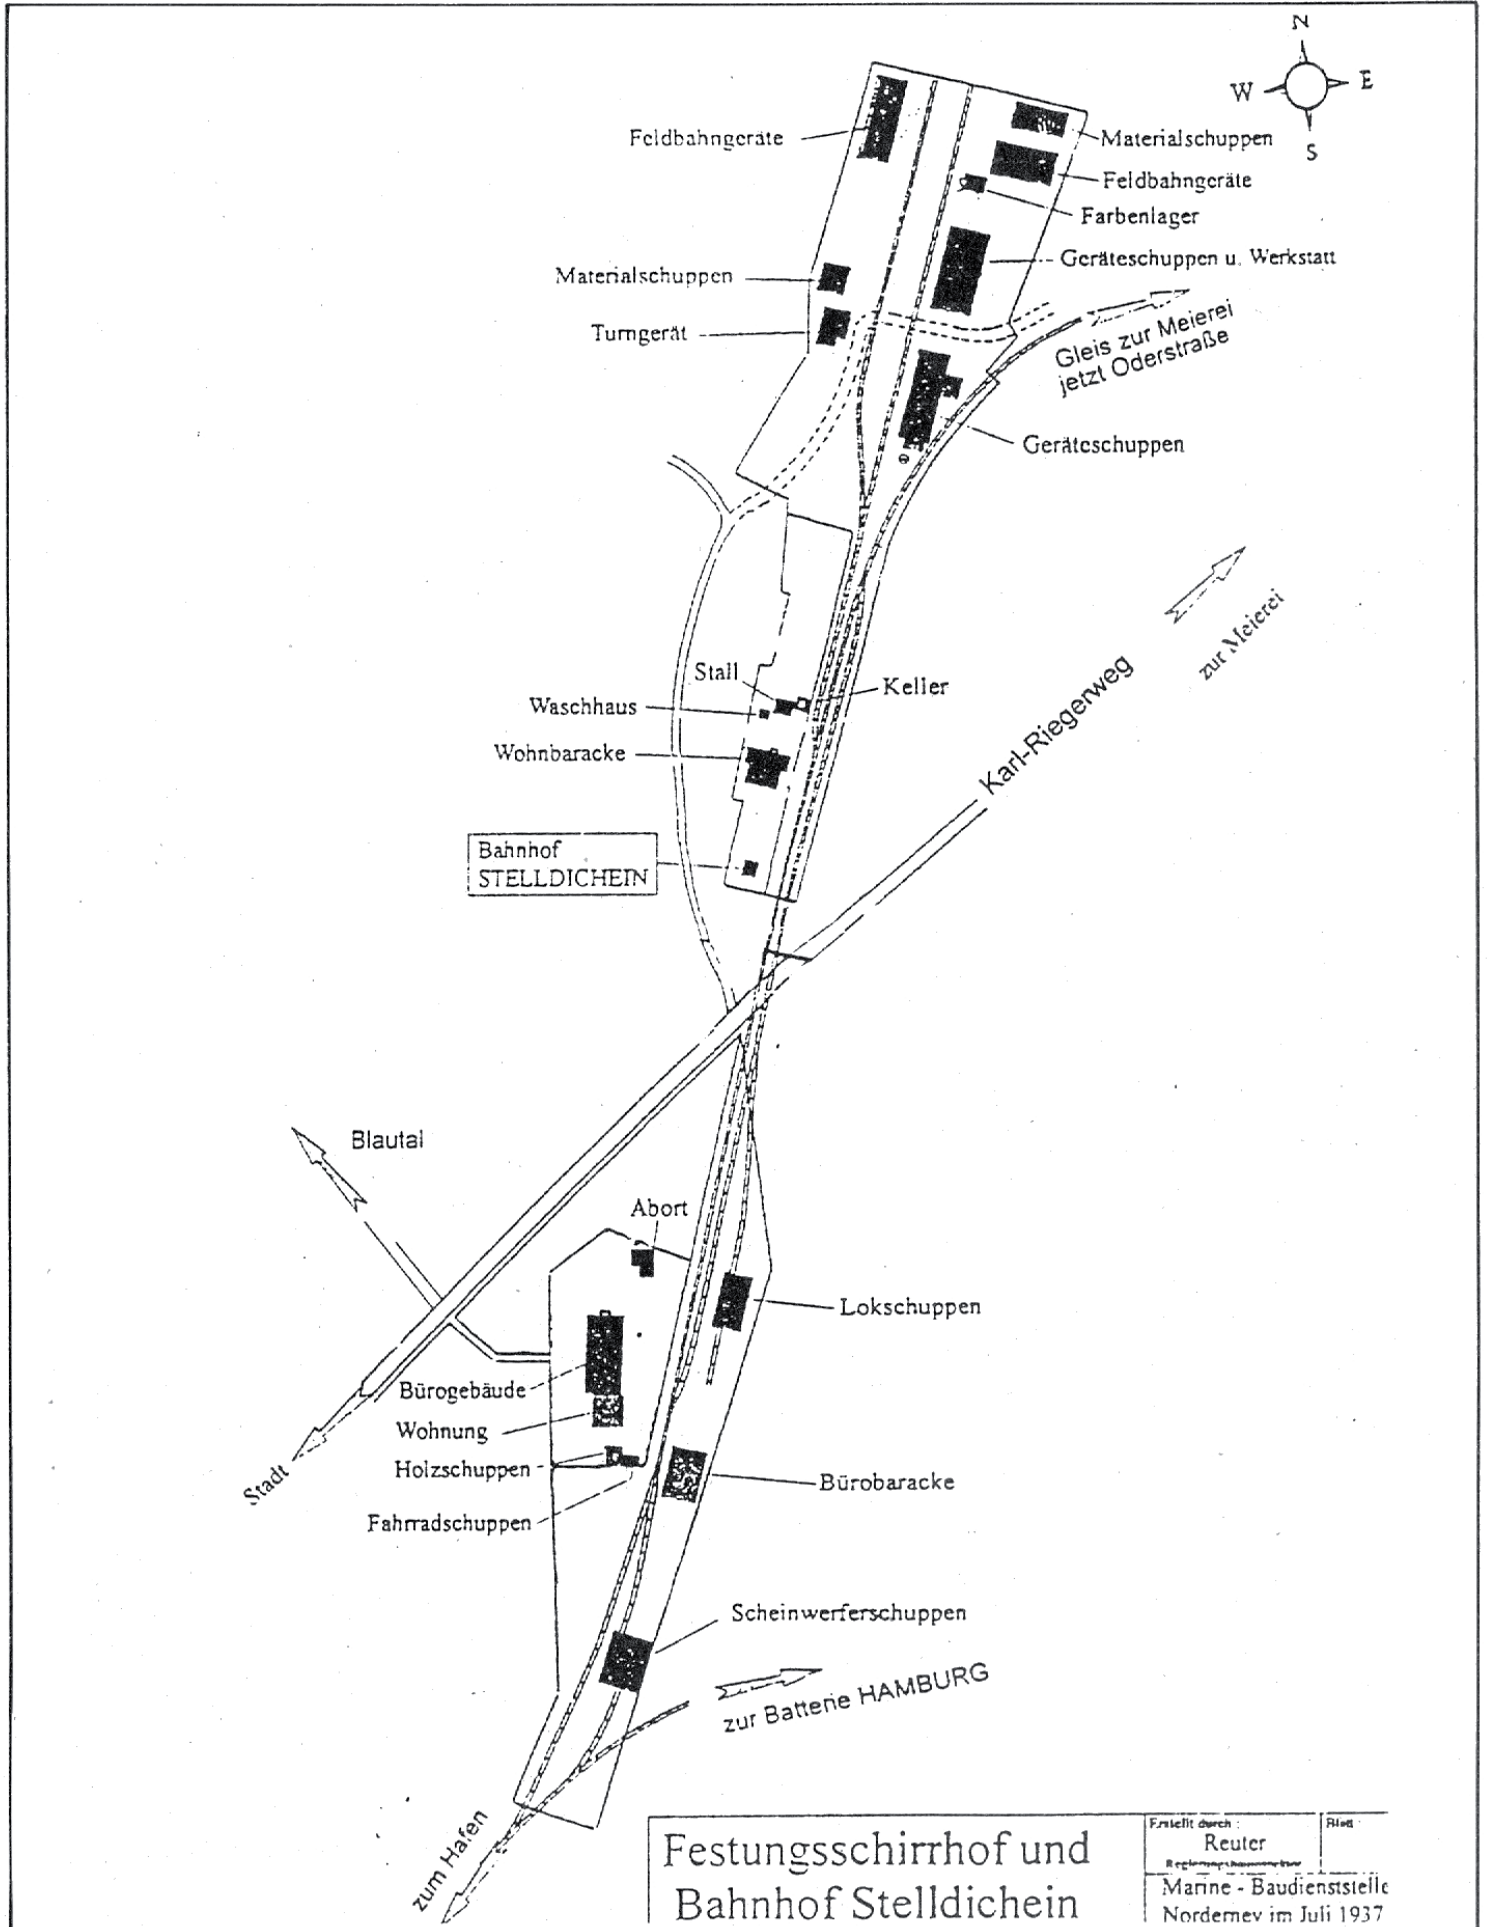 N
W
E
S
Feldbahngeräte
Materialschuppen
Feldbahngeräte
Farbenlager
Geräteschuppen u. Werkstatt
Materialschuppen
Turngerät
Gleis zur Meierei
jetzt Oderstraße
Geräteschuppen
zur Meierei
Karl-Riegerweg
Stall
Keller
Waschhaus
Wohnbaracke
Bahnhof
STELLDICHEIN
Blautal
Abort
Lokschuppen
Bürogebäude
Wohnung
Holzschuppen
Bürobaracke
Stadt
Fahrradschuppen
Scheinwerferschuppen
zur Batterie HAMBURG
zum Hafen
Festungsschirrhof und
Bahnhof Stelldichein
Erstellt durch :
Reuter
Blatt :
Marine - Baudienststelle
Norderney im Juli 1937